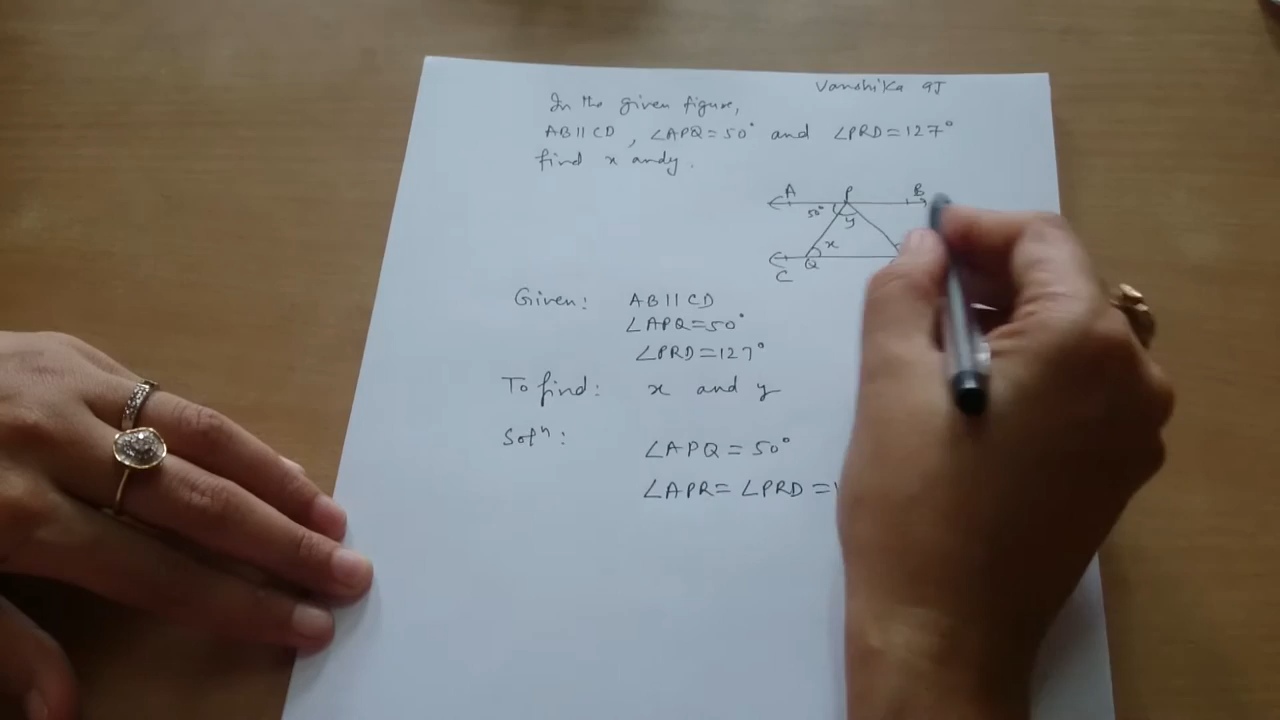 Vanshika 9J
In the given figure,
AB॥CD, ∠APQ=50° and ∠PRD=127°
find x and y.
A P B
50° y
x
Q
C
Given: AB॥CD
∠APQ=50°
∠PRD=127°
To find: x and y
Solⁿ:
∠APQ = 50°
∠APR= ∠PRD =